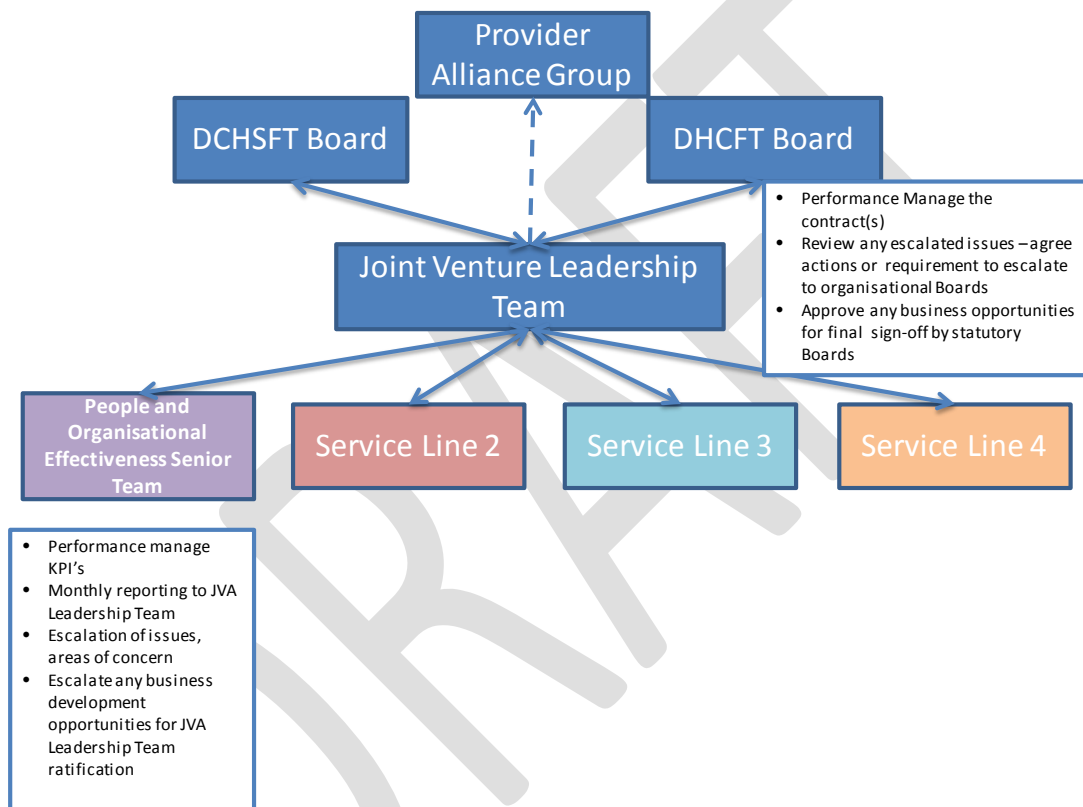 Provider
Alliance Group
DCHSFT Board
DHCFT Board
• Performance Manage the
contract(s)
• Review any escalated issues – agree
actions or requirement to escalate
to organisational Boards
• Approve any business opportunities
for final sign-off by statutory
Boards
Joint Venture Leadership
Team
People and
Organisational
Effectiveness Senior
Team
Service Line 2
Service Line 3
Service Line 4
• Performance manage
KPI's
• Monthly reporting to JVA
Leadership Team
• Escalation of issues,
areas of concern
• Escalate any business
development
opportunities for JVA
Leadership Team
ratification
DRAFT